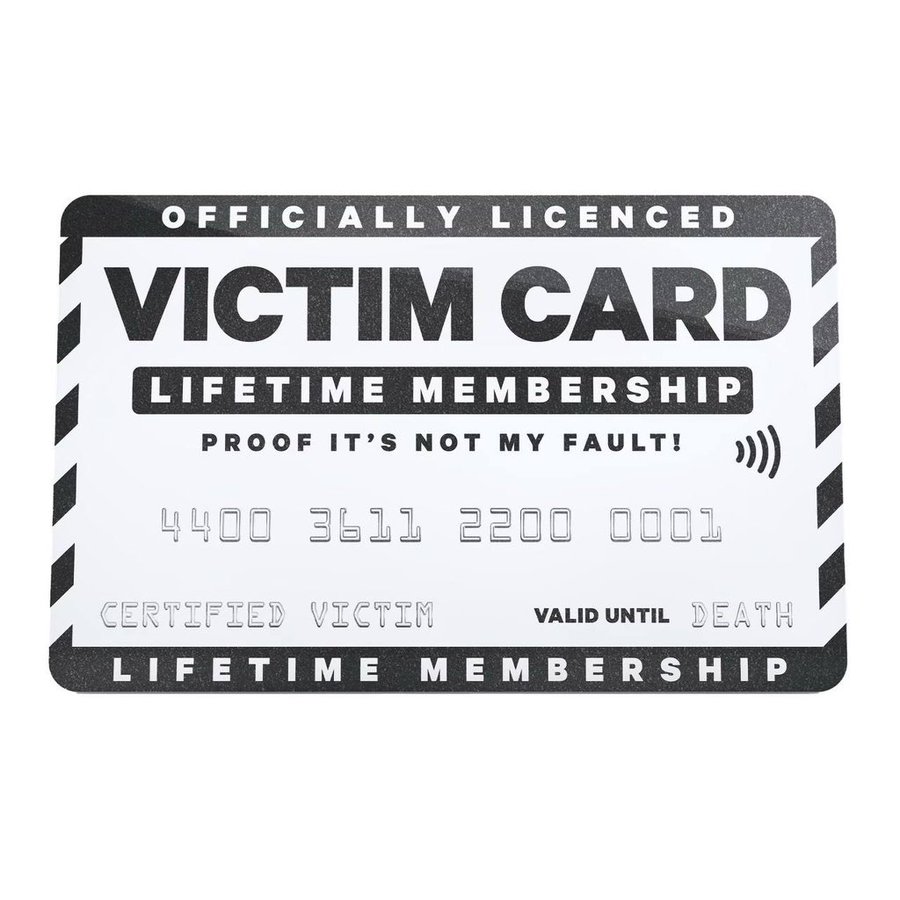 OFFICIALLY LICENCED
VICTIM CARD
LIFETIME MEMBERSHIP
PROOF IT'S NOT MY FAULT!
4400 3611 2200 0001
CERTIFIED VICTIM VALID UNTIL DEATH
LIFETIME MEMBERSHIP